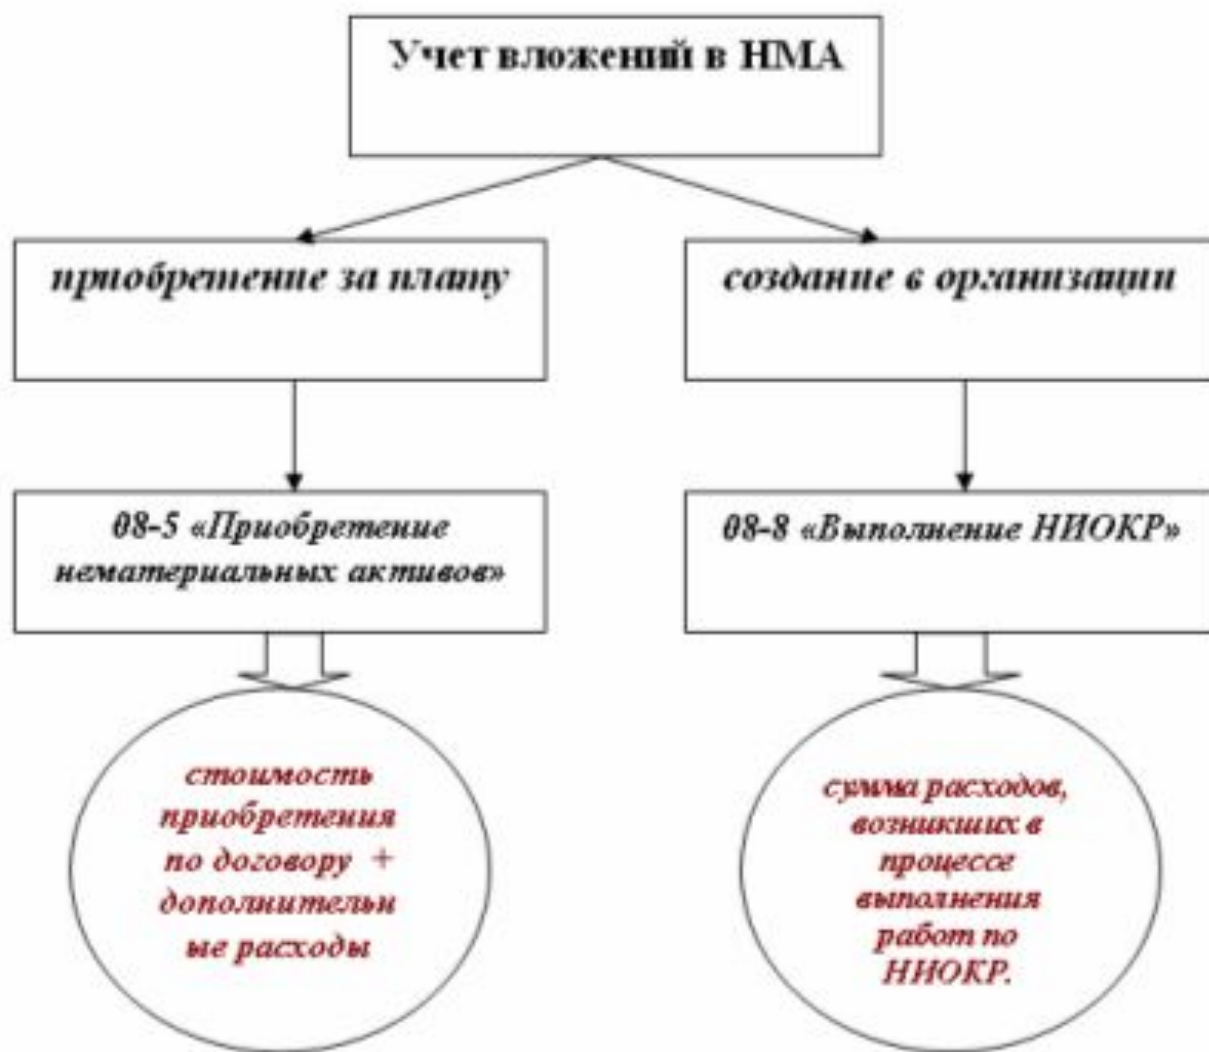 Учет вложений в НМА
приобретение за плату
создание в организации
08-5 «Приобретение
нематериальных активов»
08-8 «Выполнение НИОКР»
стоимость
приобретения
по договору +
дополнительн
ые расходы
сумма расходов,
возникших в
процессе
выполнения
работ по
НИОКР.